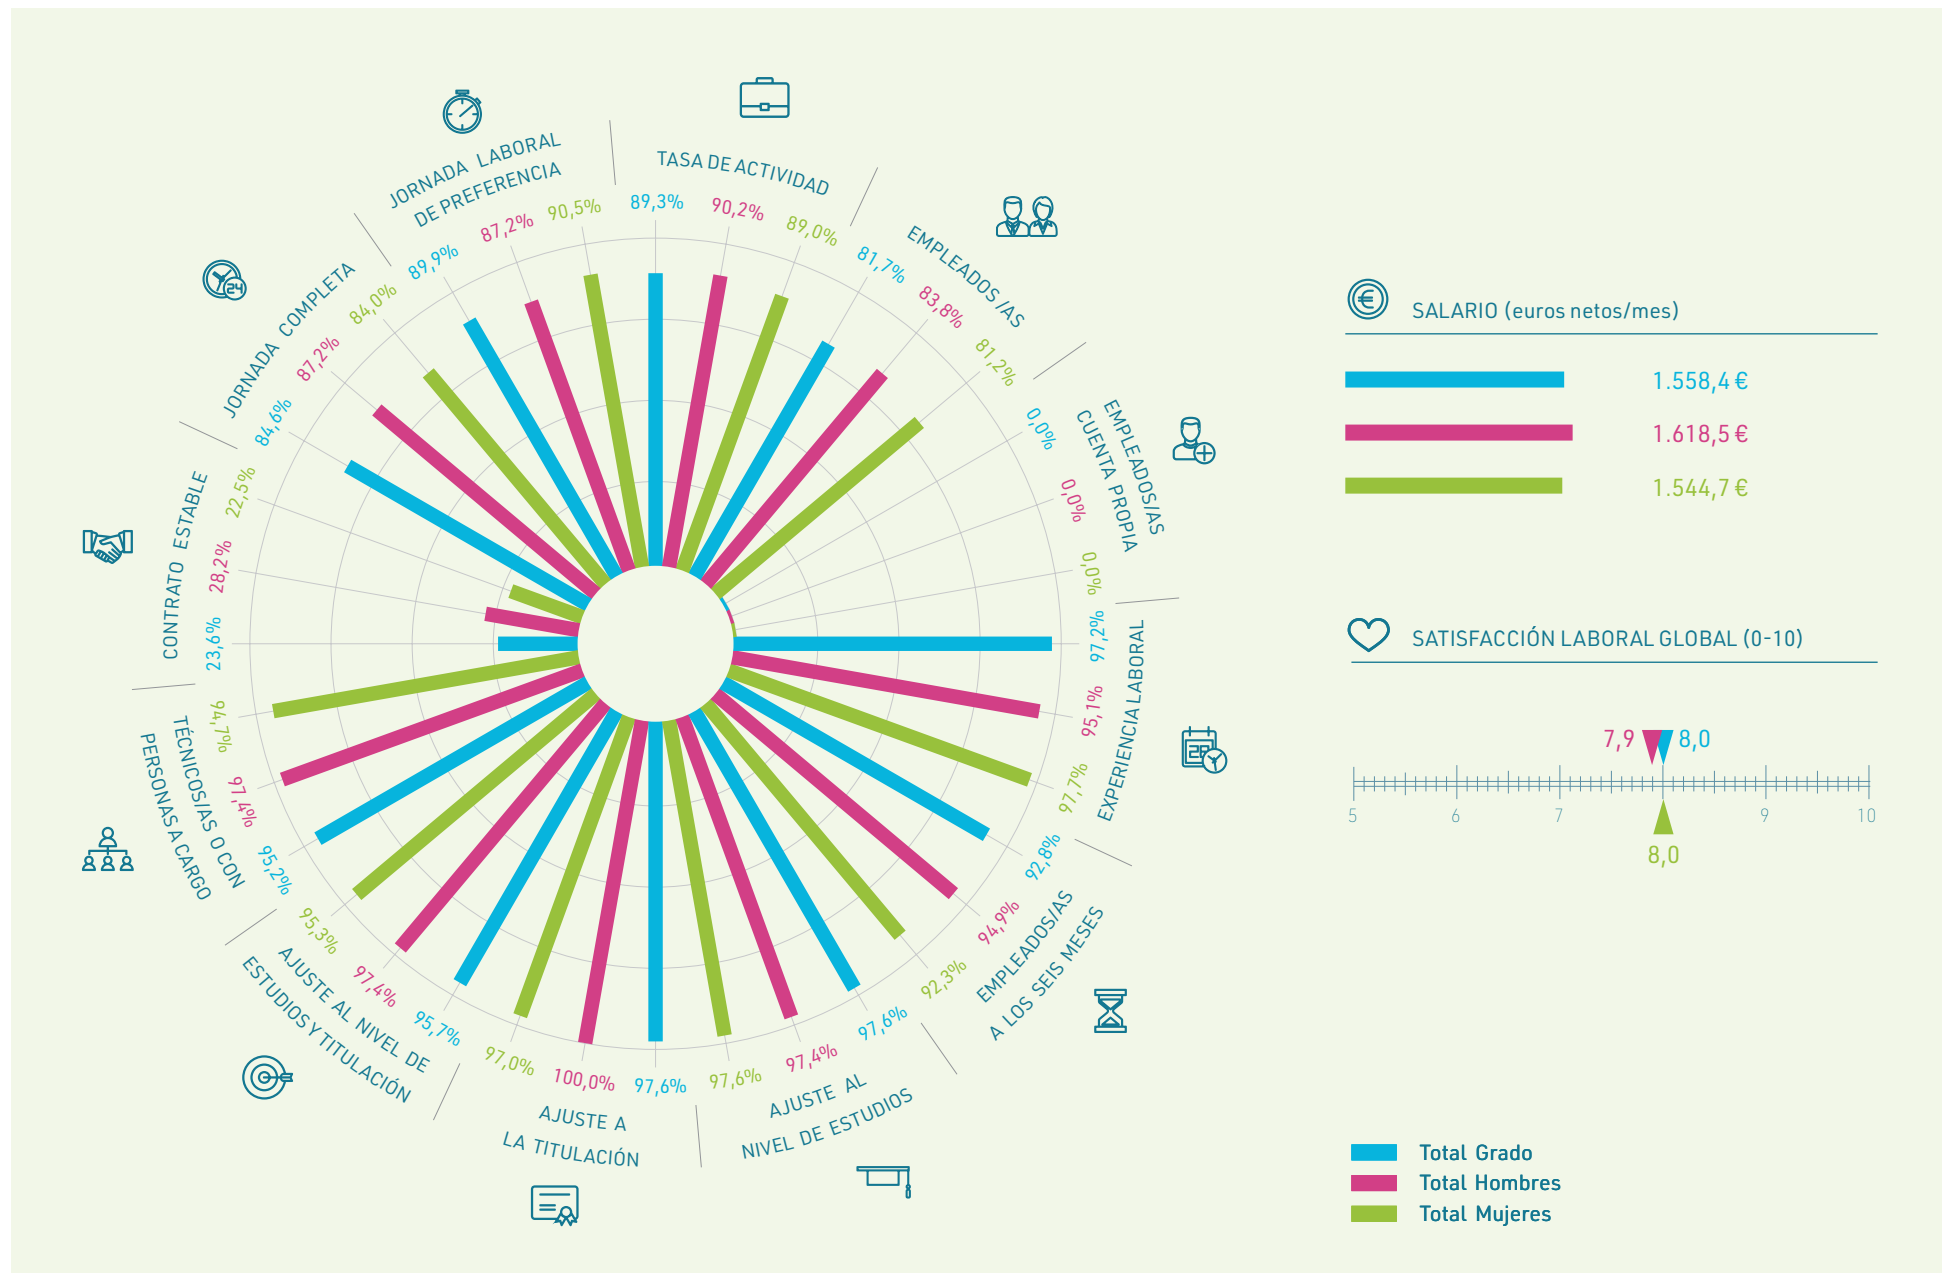 TASA DE ACTIVIDAD
89,3%
90,2%
89,0%
EMPLEADOS /AS
81,7%
83,8%
81,2%
EMPLEADOS/AS
CUENTA PROPIA
0,0%
0,0%
0,0%
EXPERIENCIA LABORAL
97,2%
95,1%
97,7%
EMPLEADOS/AS
A LOS SEIS MESES
92,8%
94,9%
92,3%
AJUSTE AL
NIVEL DE ESTUDIOS
97,6%
97,4%
97,6%
AJUSTE A
LA TITULACIÓN
97,6%
100,0%
97,0%
AJUSTE AL NIVEL DE
ESTUDIOS Y TITULACIÓN
95,7%
97,4%
95,3%
TÉCNICOS/AS O CON
PERSONAS A CARGO
95,2%
97,4%
94,7%
CONTRATO ESTABLE
23,6%
28,2%
22,5%
JORNADA COMPLETA
84,6%
87,2%
84,0%
JORNADA LABORAL
DE PREFERENCIA
89,9%
87,2%
90,5%
24
SALARIO (euros netos/mes)
1.558,4 €
1.618,5 €
1.544,7 €
SATISFACCIÓN LABORAL GLOBAL (0-10)
7,9
8,0
5
6
7
9
10
8,0
Total Grado
Total Hombres
Total Mujeres